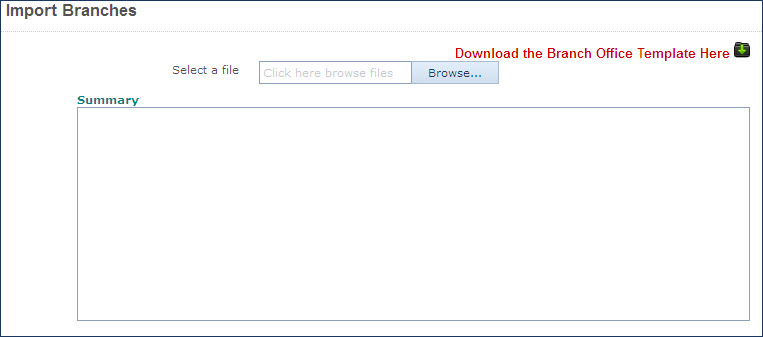 Import Branches
Download the Branch Office Template Here
Select a file Click here browse files Browse...
Summary